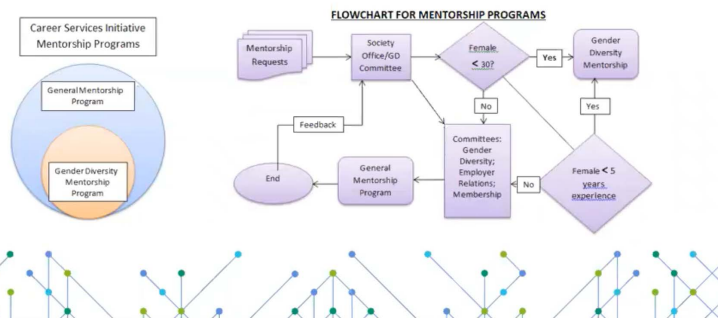 FLOWCHART FOR MENTORSHIP PROGRAMS
Career Services Initiative
Mentorship Programs
General Mentorship
Program
Gender Diversity
Mentorship
Program
Mentorship
Requests
Society
Office/GD
Committee
Female
< 30?
Yes
Gender
Diversity
Mentorship
No
Yes
Feedback
Committees:
Gender
Diversity;
Employer
Relations;
Membership
General
Mentorship
Program
End
No
Female < 5
years
experience